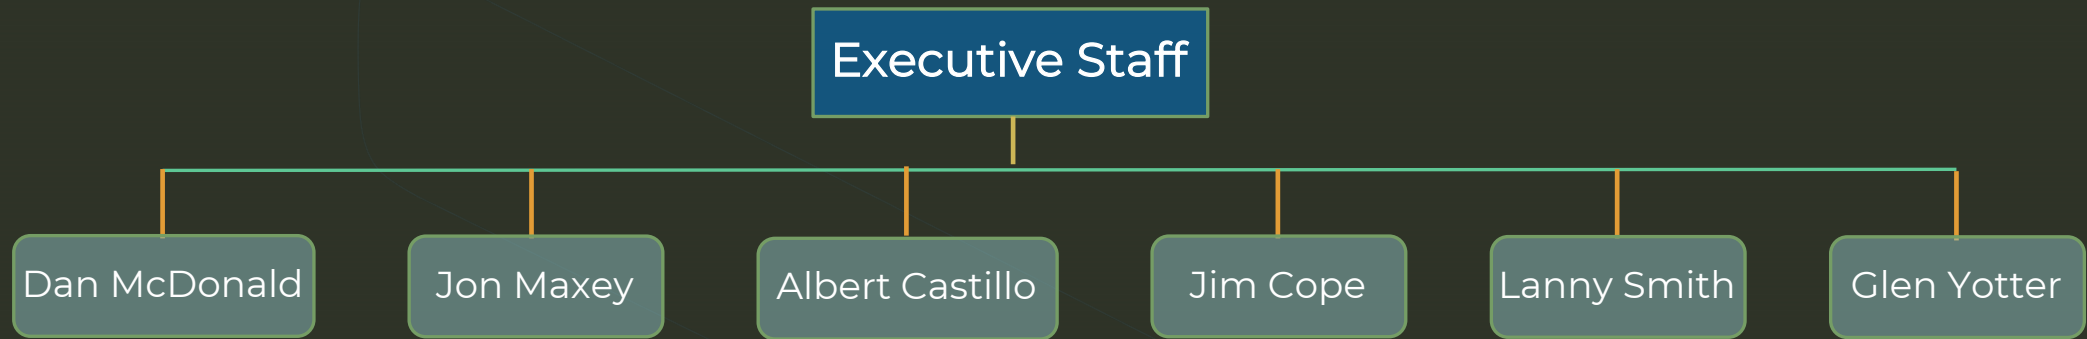 Executive Staff
Dan McDonald
Jon Maxey
Albert Castillo
Jim Cope
Lanny Smith
Glen Yotter